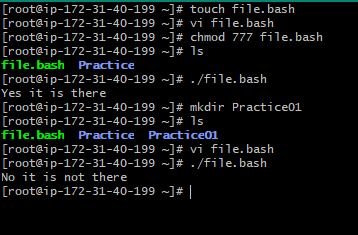 [root@ip-172-31-40-199 ~]# touch file.bash
[root@ip-172-31-40-199 ~]# vi file.bash
[root@ip-172-31-40-199 ~]# chmod 777 file.bash
[root@ip-172-31-40-199 ~]# ls
file.bash  Practice
[root@ip-172-31-40-199 ~]# ./file.bash
Yes it is there
[root@ip-172-31-40-199 ~]# mkdir Practice01
[root@ip-172-31-40-199 ~]# ls
file.bash  Practice  Practice01
[root@ip-172-31-40-199 ~]# vi file.bash
[root@ip-172-31-40-199 ~]# ./file.bash
No it is not there
[root@ip-172-31-40-199 ~]#